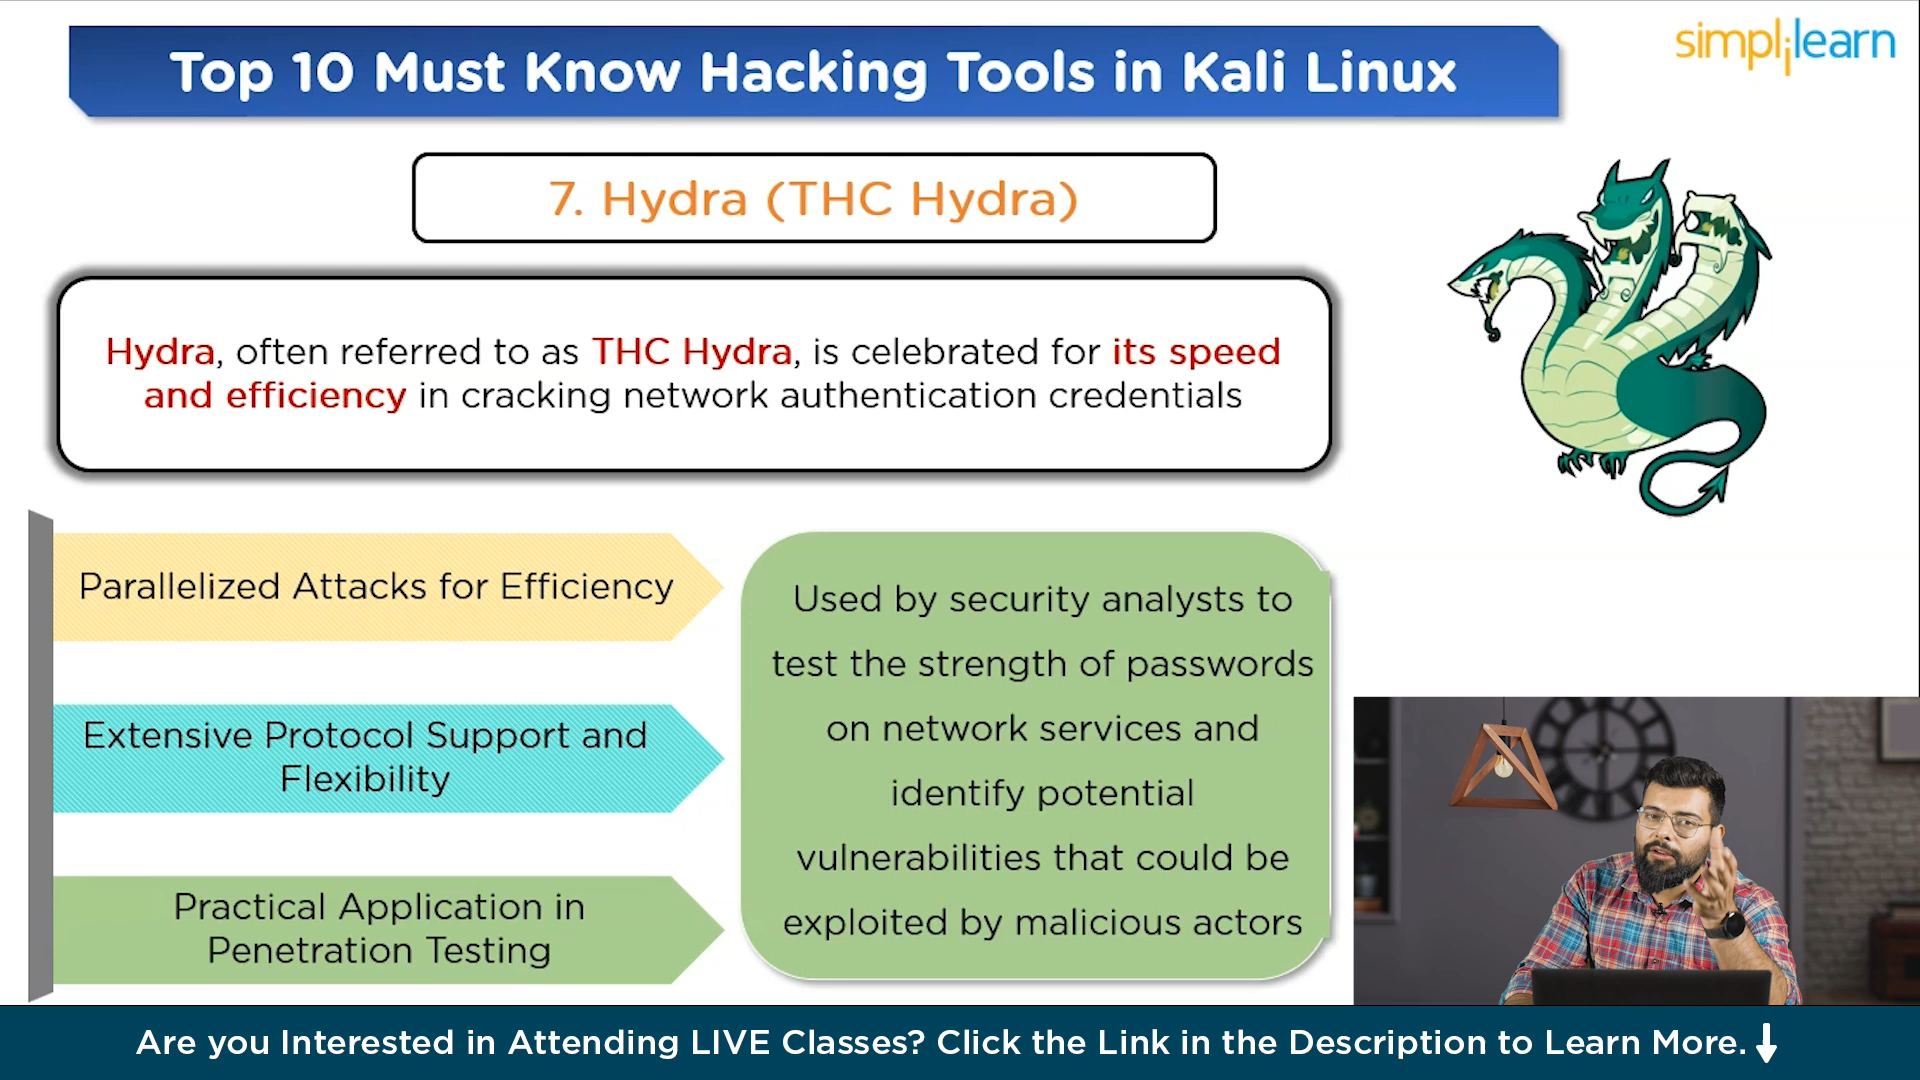 simplilearn
Top 10 Must Know Hacking Tools in Kali Linux
7. Hydra (THC Hydra)
Hydra, often referred to as THC Hydra, is celebrated for its speed
and efficiency in cracking network authentication credentials
Parallelized Attacks for Efficiency
Extensive Protocol Support and
Flexibility
Practical Application in
Penetration Testing
Used by security analysts to
test the strength of passwords
on network services and
identify potential
vulnerabilities that could be
exploited by malicious actors
Are you Interested in Attending LIVE Classes? Click the Link in the Description to Learn More.